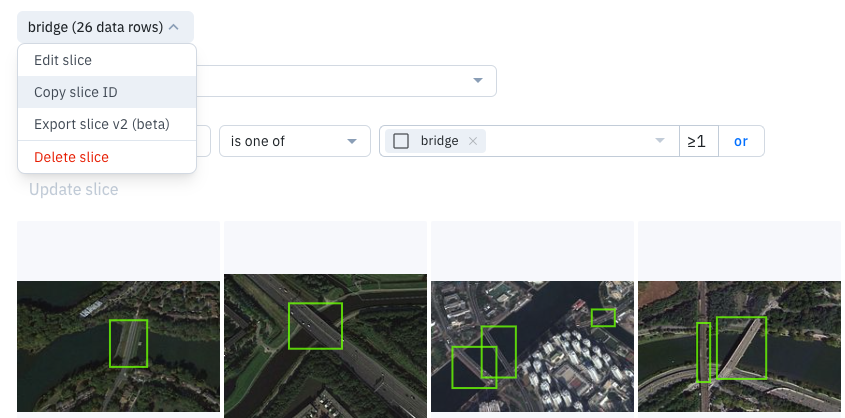 bridge (26 data rows)
Edit slice
Copy slice ID
Export slice v2 (beta)
Delete slice
is one of
bridge
≥1
or
Update slice